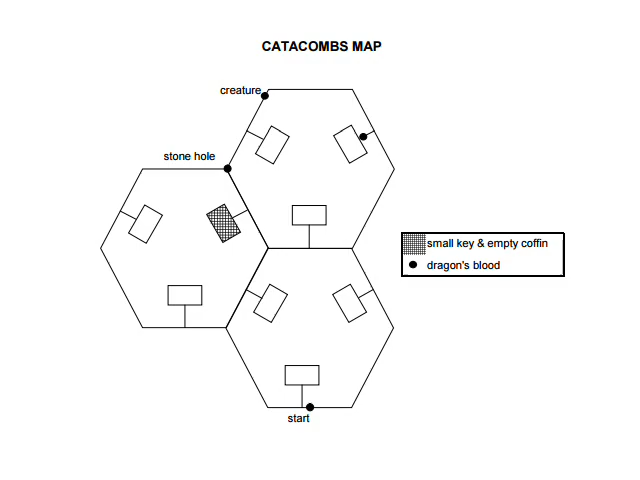 CATACOMBS MAP
creature
stone hole
small key & empty coffin
dragon's blood
start